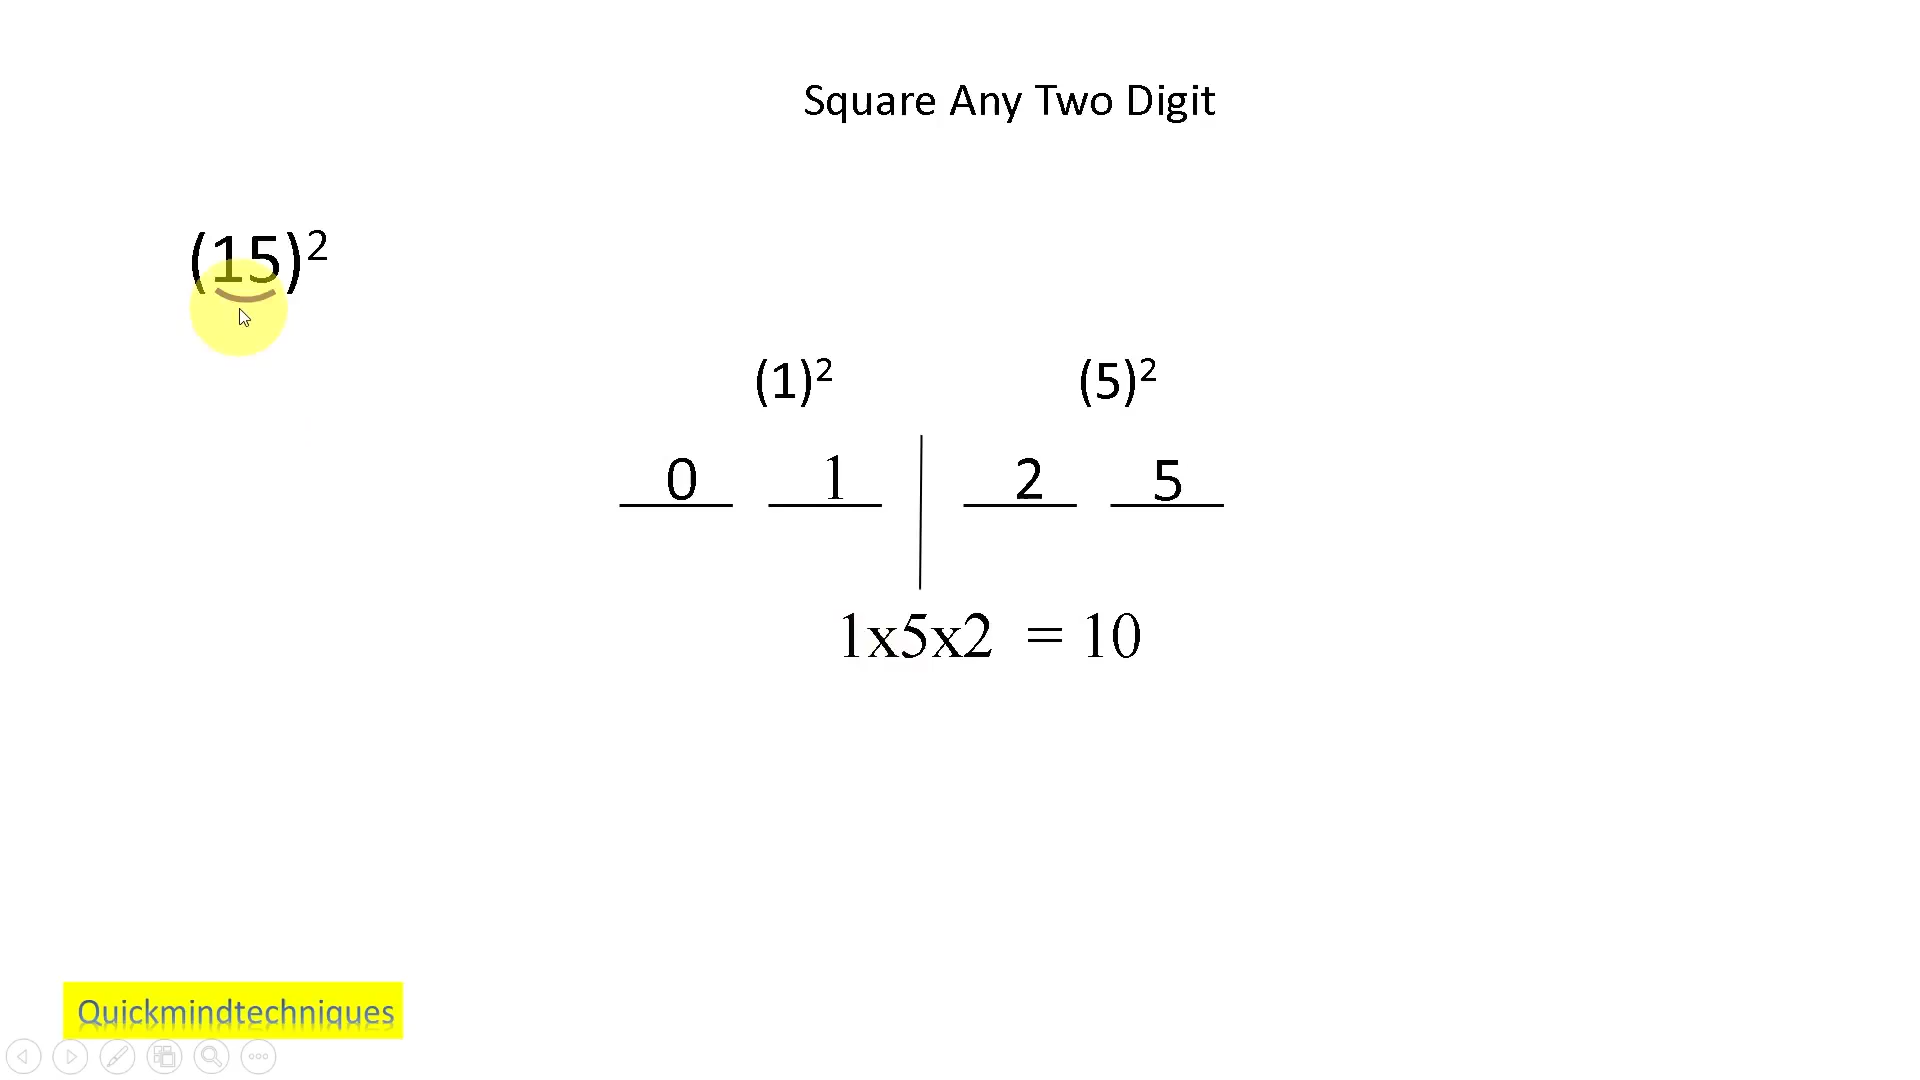 Square Any Two Digit
(15)²
(1)² (5)²
0 1 2 5
1x5x2 = 10
Quickmindtechniques